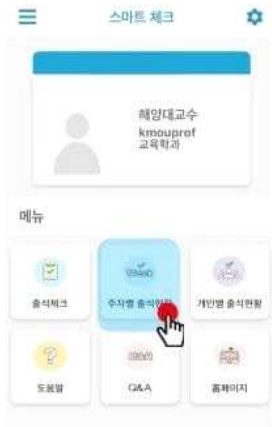 스마트 체크
해양대교수
kmouprof
교육학과
메뉴
출석체크
주차별 출석현황
개인별 출석현황
도움말
Q&A
홈페이지